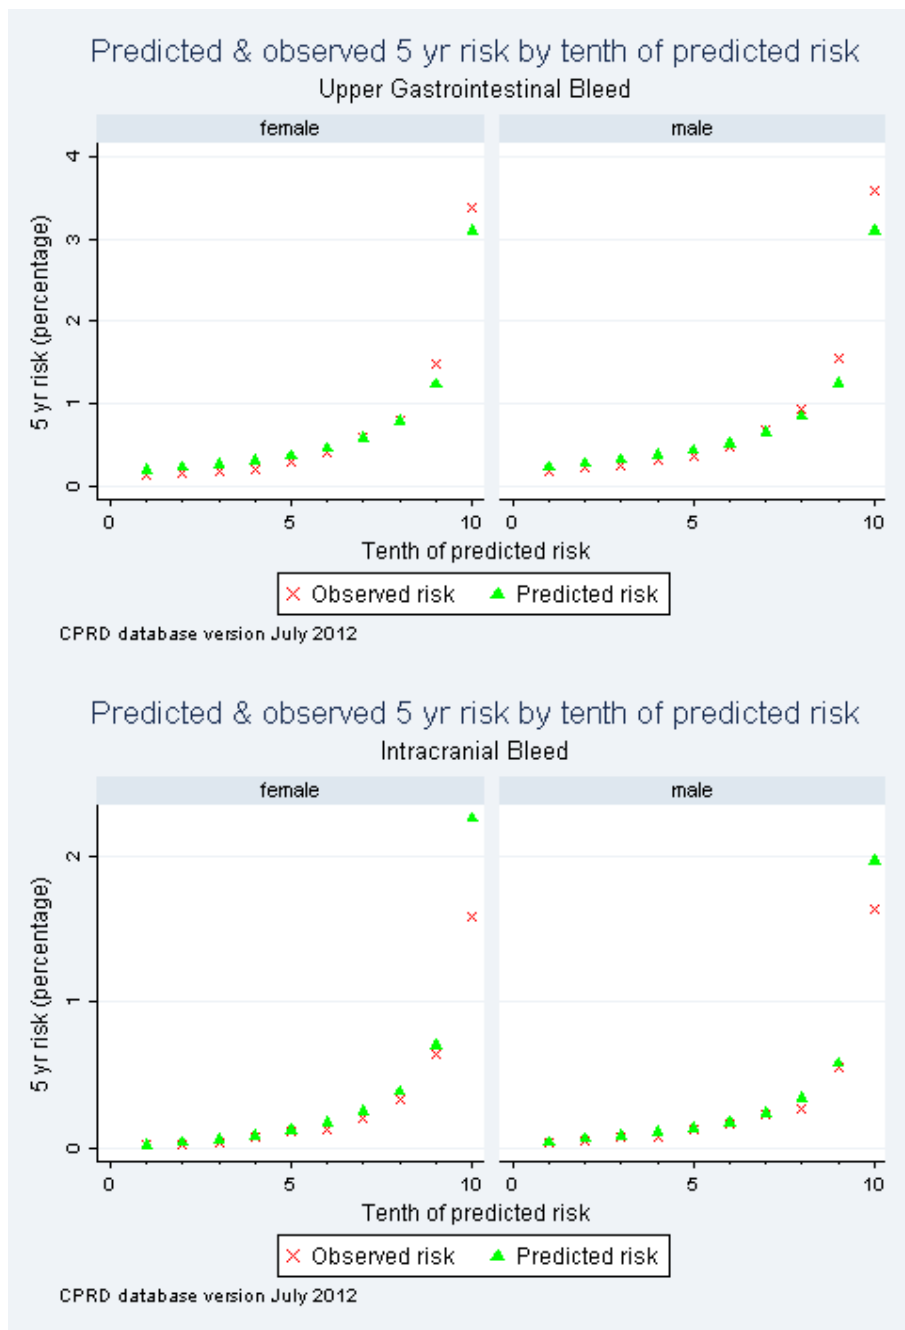 Predicted & observed 5 yr risk by tenth of predicted risk
Upper Gastrointestinal Bleed
female male
4
3
2
1
0
5 yr risk (percentage)
0 5 10 0 5 10
Tenth of predicted risk
Observed risk Predicted risk
CPRD database version July 2012
Predicted & observed 5 yr risk by tenth of predicted risk
Intracranial Bleed
female male
2
1
0
5 yr risk (percentage)
0 5 10 0 5 10
Tenth of predicted risk
Observed risk Predicted risk
CPRD database version July 2012